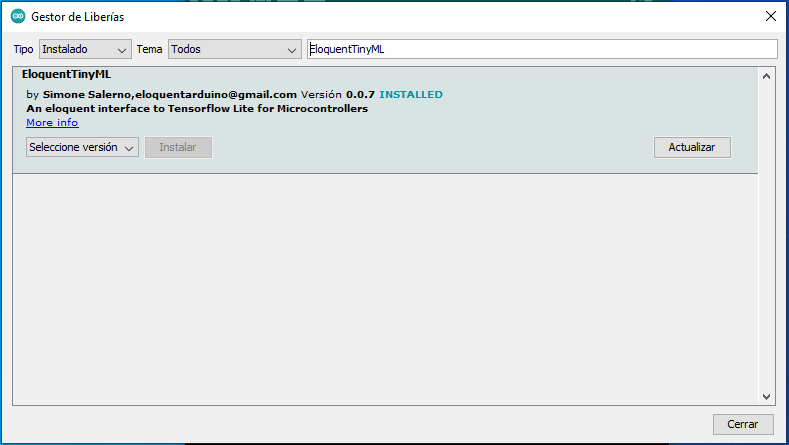 Gestor de Liberías
Tipo Instalado Tema Todos EloquentTinyML
EloquentTinyML
by Simone Salerno,eloquentarduino@gmail.com Versión 0.0.7 INSTALLED
An eloquent interface to Tensorflow Lite for Microcontrollers
More info
Seleccione versión Instalar Actualizar
Cerrar